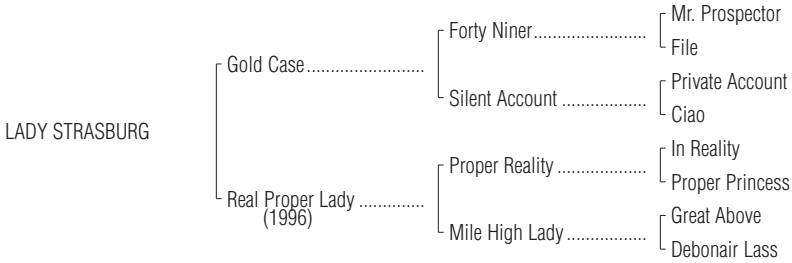 Mr. Prospector
Forty Niner........................
File
Gold Case.........................
Private Account
Silent Account ..................
Ciao
LADY STRASBURG
In Reality
Proper Reality ...................
Proper Princess
Real Proper Lady ..............
(1996)
Great Above
Mile High Lady.................
Debonair Lass